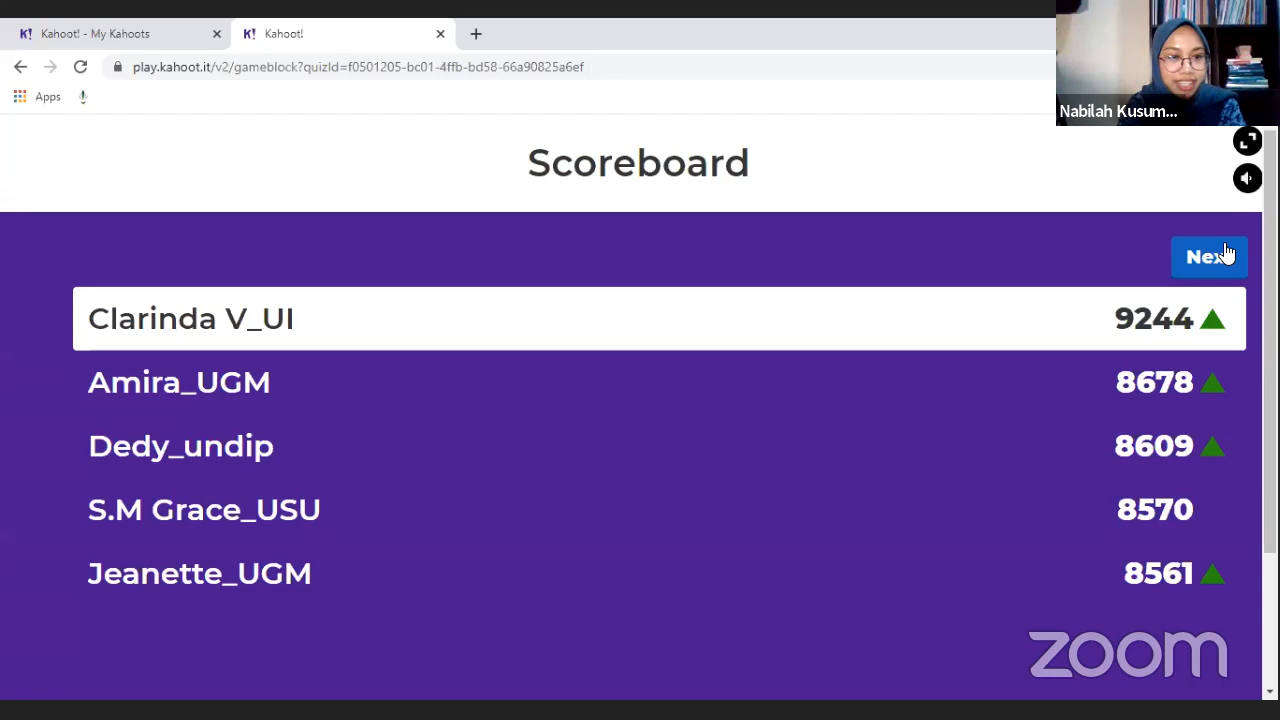 K! Kahoot! - My Kahoots
K! Kahoot!
play.kahoot.it/v2/gameblock?quizId=f0501205-bc01-4ffb-bd58-66a90825a6ef
Apps
Nabilah Kusum...
Scoreboard
Next
Clarinda V_UI 9244
Amira_UGM 8678
Dedy_undip 8609
S.M Grace_USU 8570
Jeanette_UGM 8561
zoom